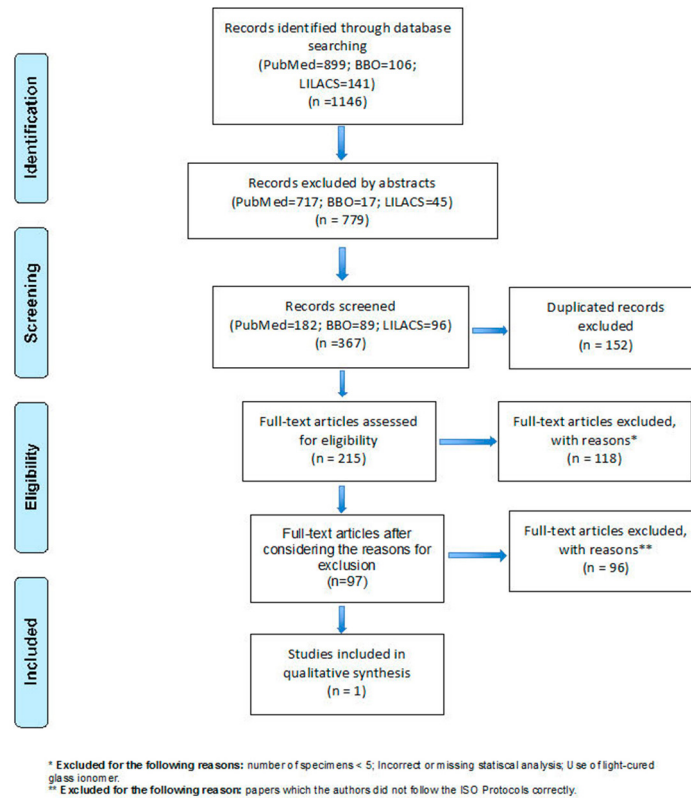 Identification
Records identified through database
searching
(PubMed=899; BBO=106;
LILACS=141)
(n =1146)
Records excluded by abstracts
(PubMed=717; BBO=17; LILACS=45)
n = 779)
Screening
Records screened
(PubMed=182; BBO=89; LILACS=96)
n =367)
Duplicated records
excluded
(n = 152)
Eligibility
Full-text articles assessed
for eligibility
(n = 215)
Full-text articles excluded,
with reasons*
(n = 118)
Full-text articles after
considering the reasons for
exclusion
(n=97)
Full-text articles excluded,
with reasons**
(n = 96)
Included
Studies included in
qualitative synthesis
(n = 1)
* Excluded for the following reasons: number of specimens < 5; Incorrect or missing statiscal analysis; Use of light-cured
glass ionomer.
** Excluded for the following reason: papers which the authors did not follow the ISO Protocols correctly.